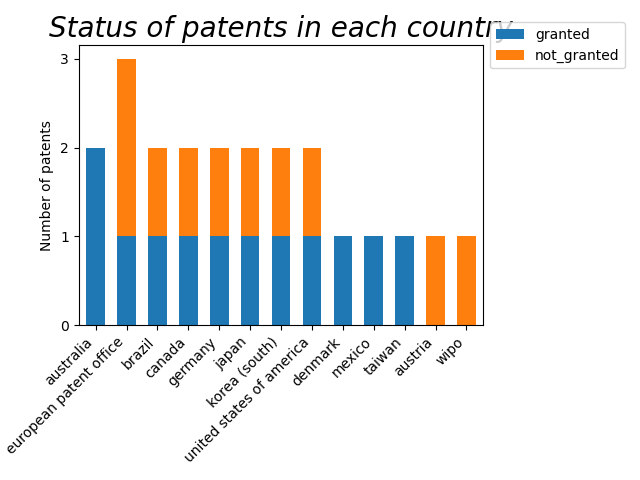 Status of patents in each country
granted
not_granted
Number of patents
3
2
1
0
australia
european patent office
brazil
canada
germany
japan
korea (south)
united states of america
denmark
mexico
taiwan
austria
wipo